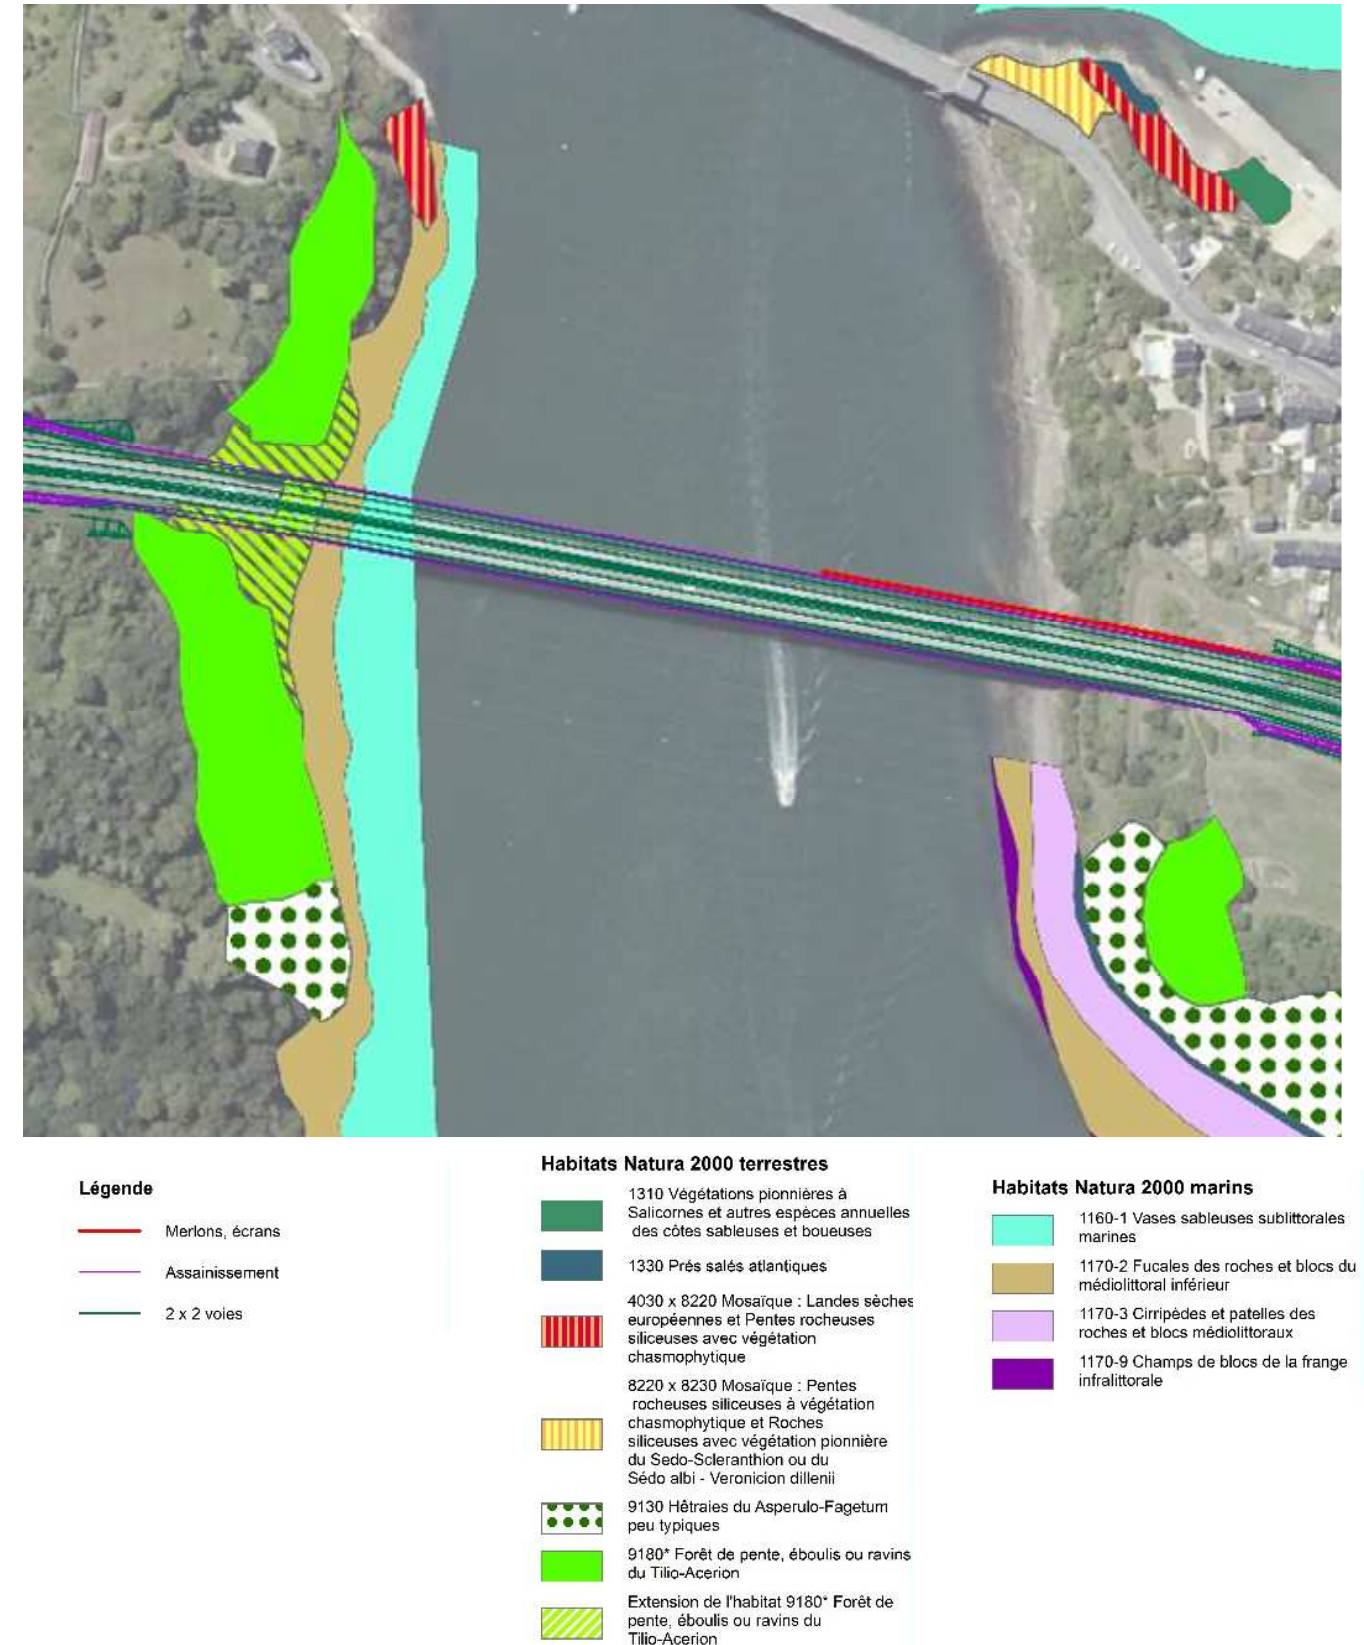 Légende
Merlons, écrans
Assainissement
2 x 2 voies
Habitats Natura 2000 terrestres
1310 Végétations pionnières à
Salicornes et autres espèces annuelles
des côtes sableuses et boueuses
1330 Prés salés atlantiques
4030 x 8220 Mosaïque : Landes sèches
européennes et Pentes rocheuses
siliceuses avec végétation
chasmophytique
8220 x 8230 Mosaïque : Pentes
rocheuses siliceuses à végétation
chasmophytique et Roches
siliceuses avec végétation pionnière
du Sedo-Scleranthion ou du
Sédo albi - Veronicion dillenii
9130 Hêtraies du Asperulo-Fagetum
peu typiques
9180* Forêt de pente, éboulis ou ravins
du Tilio-Acerion
Extension de l'habitat 9180* Forêt de
pente, éboulis ou ravins du
Tilio-Acerion
Habitats Natura 2000 marins
1160-1 Vases sableuses sublittorales
marines
1170-2 Fucales des roches et blocs du
médiolittoral inférieur
1170-3 Cirripèdes et patelles des
roches et blocs médiolittoraux
1170-9 Champs de blocs de la frange
infralittorale